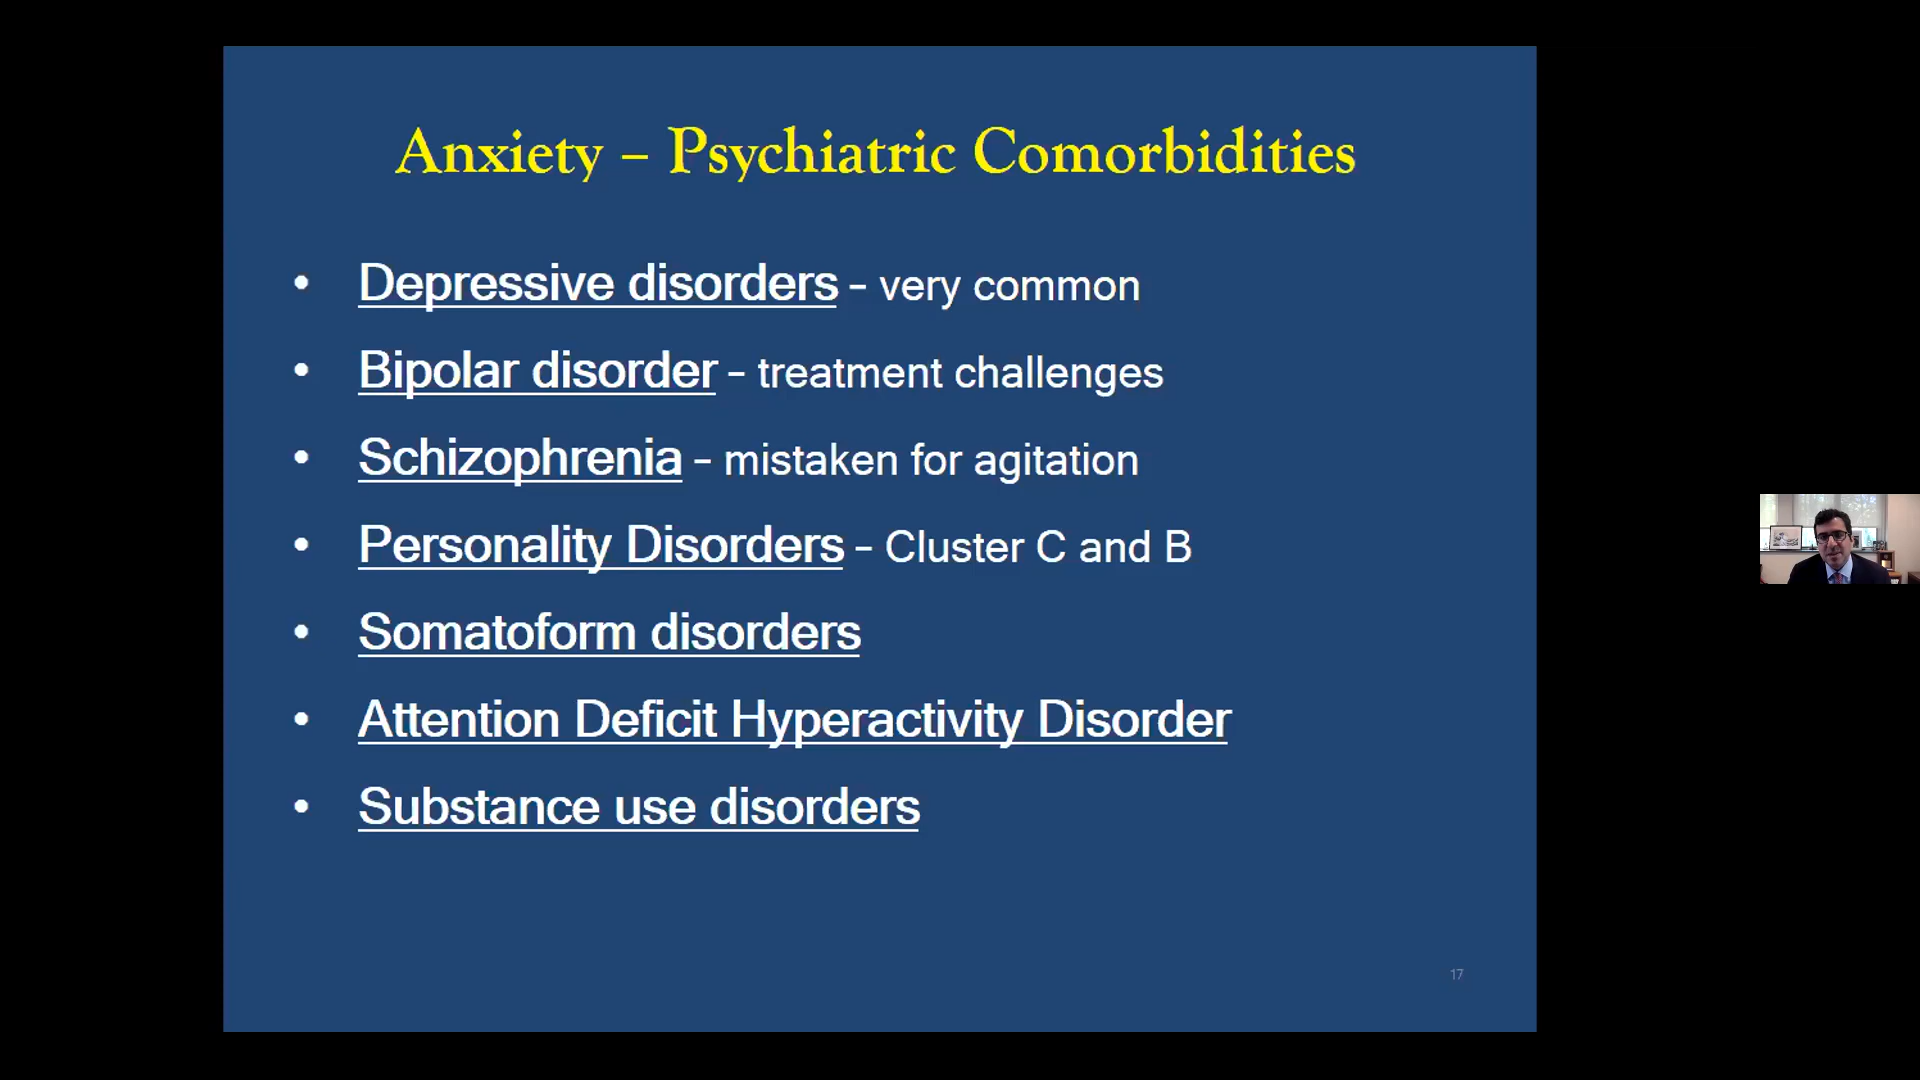 Anxiety – Psychiatric Comorbidities
• Depressive disorders – very common
• Bipolar disorder – treatment challenges
• Schizophrenia – mistaken for agitation
• Personality Disorders – Cluster C and B
• Somatoform disorders
• Attention Deficit Hyperactivity Disorder
• Substance use disorders
17